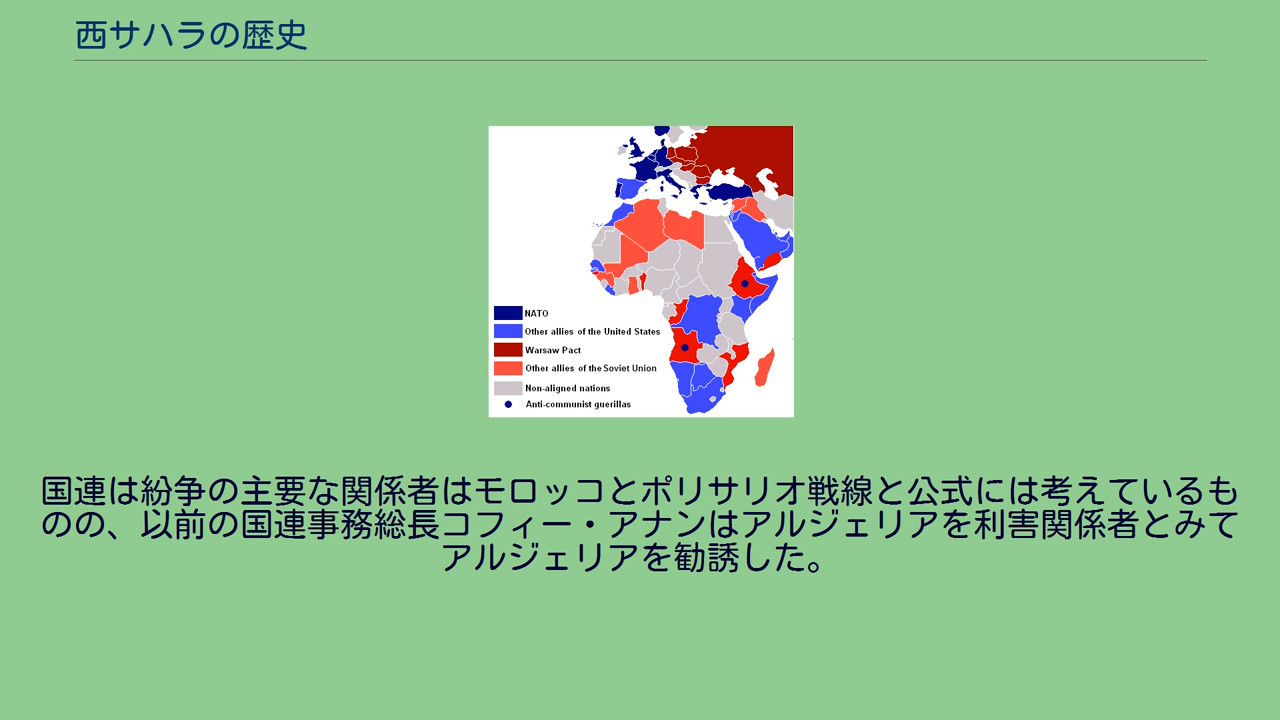 西サハラの歴史
NATO
Other allies of the United States
Warsaw Pact
Other allies of the Soviet Union
Non-aligned nations
Anti-communist guerillas
国連は紛争の主要な関係者はモロッコとポリサリオ戦線と公式には考えているも
のの、以前の国連事務総長コフィー・アナンはアルジェリアを利害関係者とみて
アルジェリアを勧誘した。